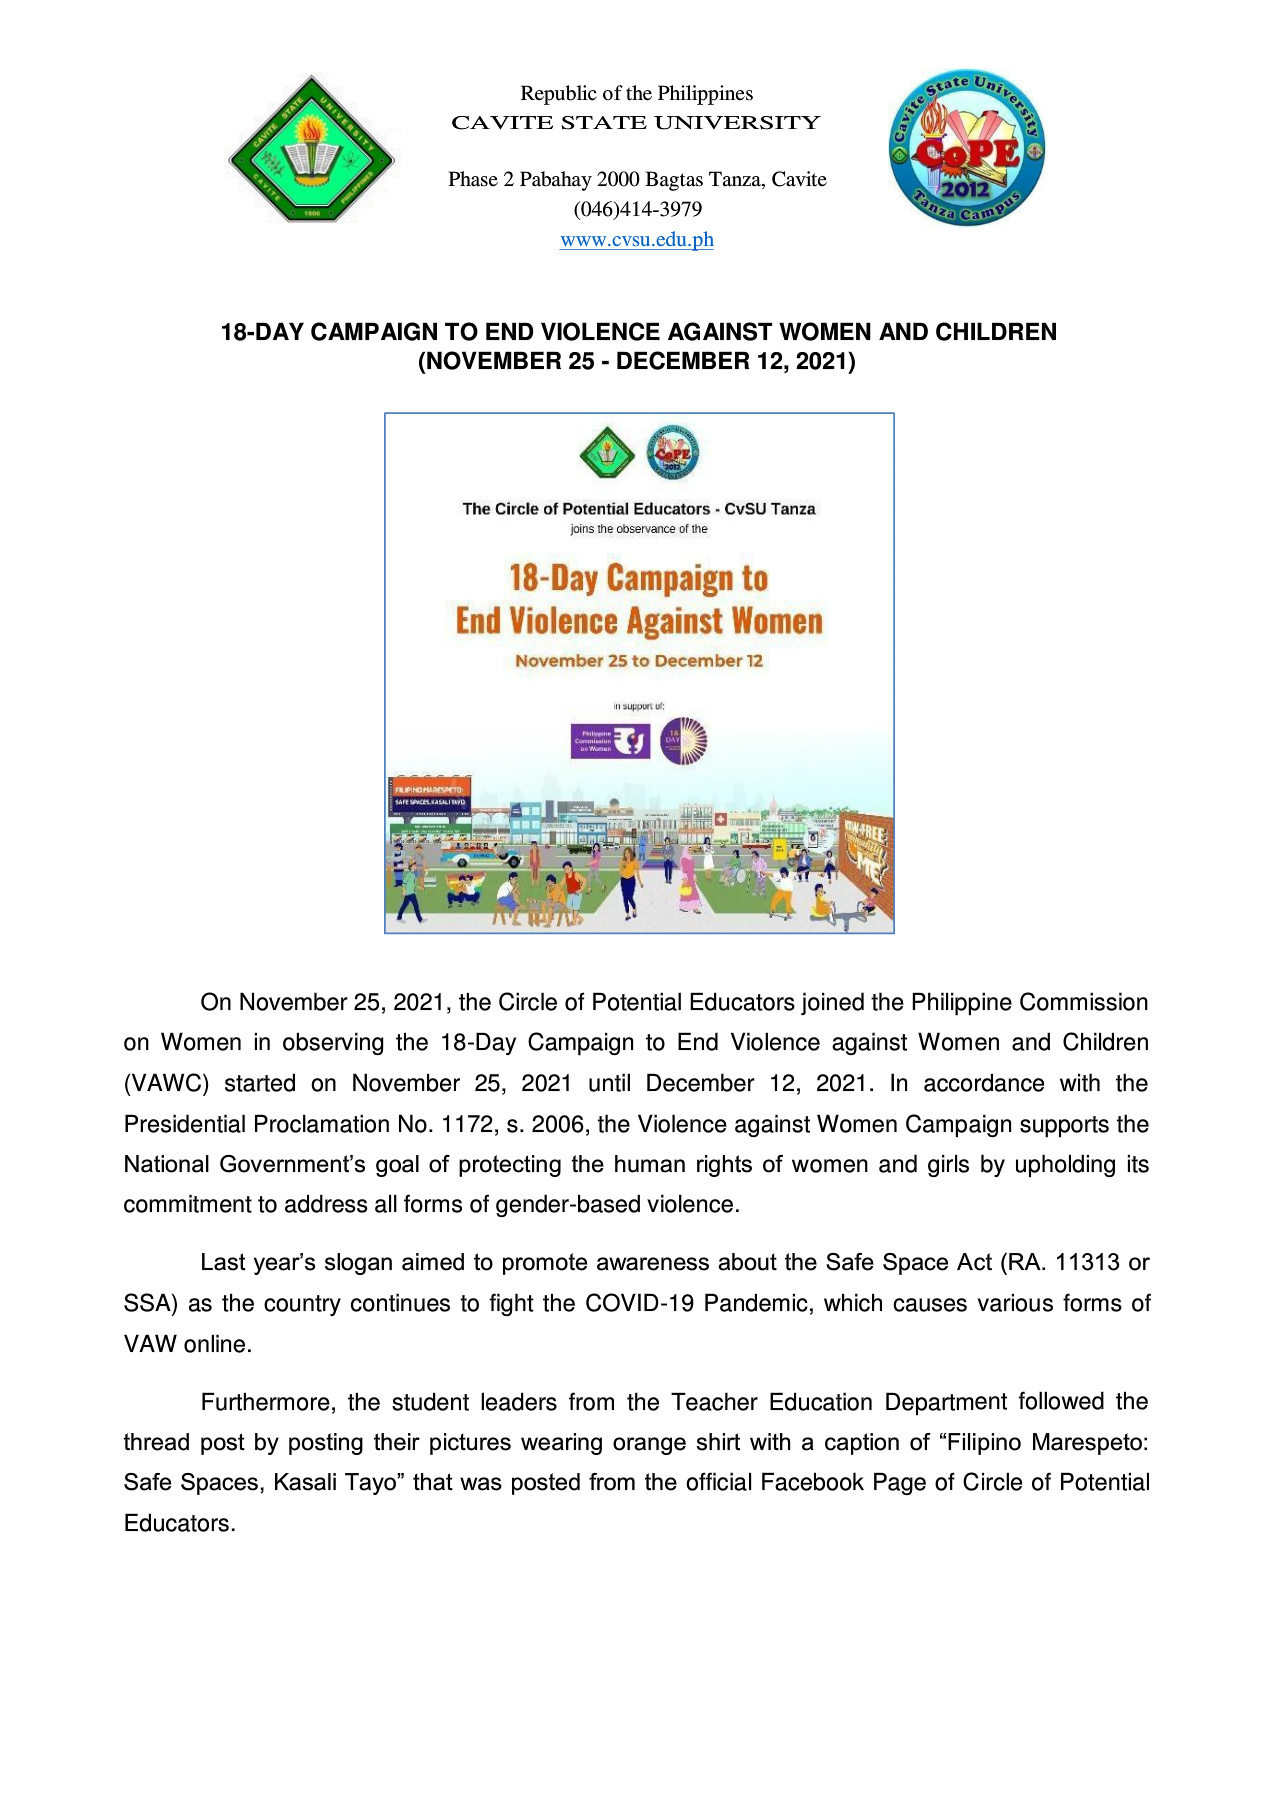 Republic of the Philippines
CAVITE STATE UNIVERSITY
Phase 2 Pabahay 2000 Bagtas Tanza, Cavite
(046)414-3979
www.cvsu.edu.ph
CAVITE STATE UNIVERSITY
CAVITE PHILIPPINES
1906
Cavite State University
CoPE
2012
Tanza Campus
18-DAY CAMPAIGN TO END VIOLENCE AGAINST WOMEN AND CHILDREN
(NOVEMBER 25 - DECEMBER 12, 2021)
CoPE
2012
The Circle of Potential Educators - CvSU Tanza
joins the observance of the
18-Day Campaign to
End Violence Against Women
November 25 to December 12
in support of:
Philippine
Commission
on Women
18-
DAY
FILIPINO MARESPETO:
SAFE SPACES, KASALI TAYO
VAW-FREE
community
ME
On November 25, 2021, the Circle of Potential Educators joined the Philippine Commission
on Women in observing the 18-Day Campaign to End Violence against Women and Children
(VAWC) started on November 25, 2021 until December 12, 2021. In accordance with the
Presidential Proclamation No. 1172, s. 2006, the Violence against Women Campaign supports the
National Government’s goal of protecting the human rights of women and girls by upholding its
commitment to address all forms of gender-based violence.
Last year’s slogan aimed to promote awareness about the Safe Space Act (RA. 11313 or
SSA) as the country continues to fight the COVID-19 Pandemic, which causes various forms of
VAW online.
Furthermore, the student leaders from the Teacher Education Department followed the
thread post by posting their pictures wearing orange shirt with a caption of “Filipino Marespeto:
Safe Spaces, Kasali Tayo” that was posted from the official Facebook Page of Circle of Potential
Educators.